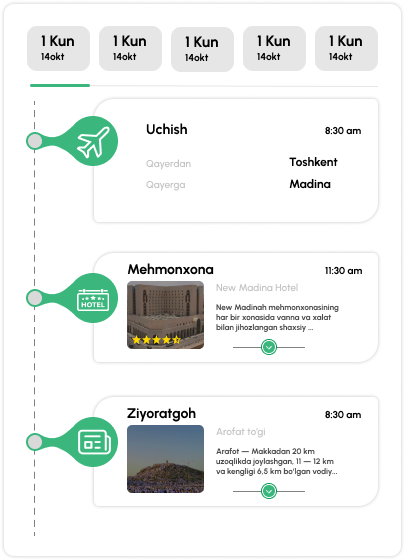 1 Kun 1 Kun 1 Kun 1 Kun 1 Kun
14okt 14okt 14okt 14okt 14okt
Uchish 8:30 am
Qayerdan Toshkent
Qayerga Madina
Mehmonxona 11:30 am
HOTEL
New Madina Hotel
New Madinah mehmonxonasining
har bir xonasida vanna va xalat
bilan jihozlangan shaxsiy ...
Ziyoratgoh 8:30 am
Arofat to'gi
Arafot — Makkadan 20 km
uzoqlikda joylashgan, 11 — 12 km
va kengligi 6,5 km bo'lgan vodiy...